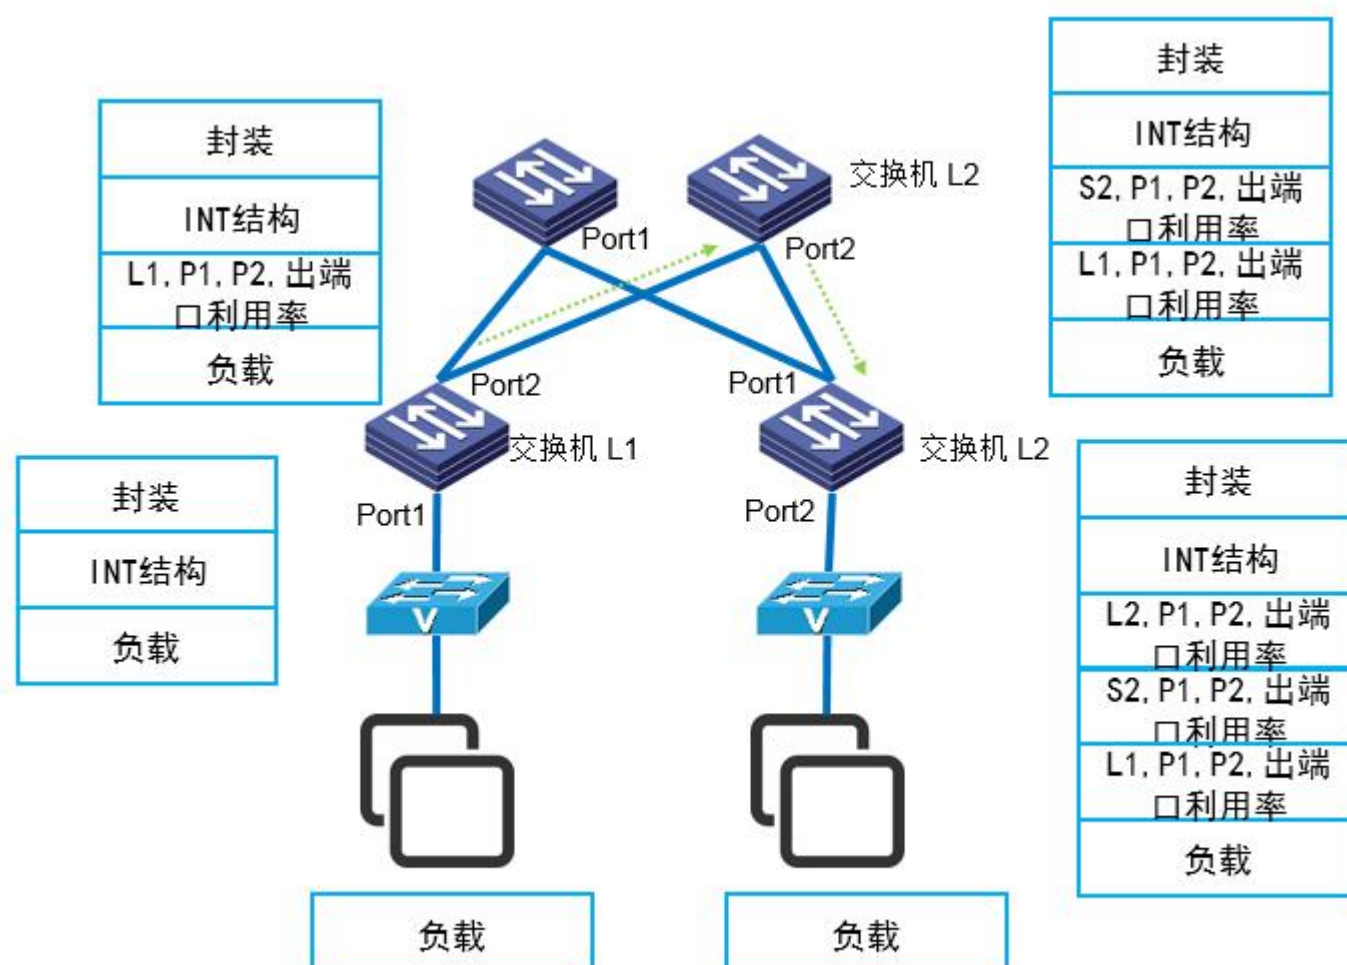 封装
INT结构
L1, P1, P2, 出端
口利用率
负载
封装
INT结构
负载
交换机 L2
Port1
Port2
Port2
Port1
交换机 L1
交换机 L2
Port1
Port2
V
V
负载
负载
封装
INT结构
S2, P1, P2, 出端
口利用率
L1, P1, P2, 出端
口利用率
负载
封装
INT结构
L2, P1, P2, 出端
口利用率
S2, P1, P2, 出端
口利用率
L1, P1, P2, 出端
口利用率
负载